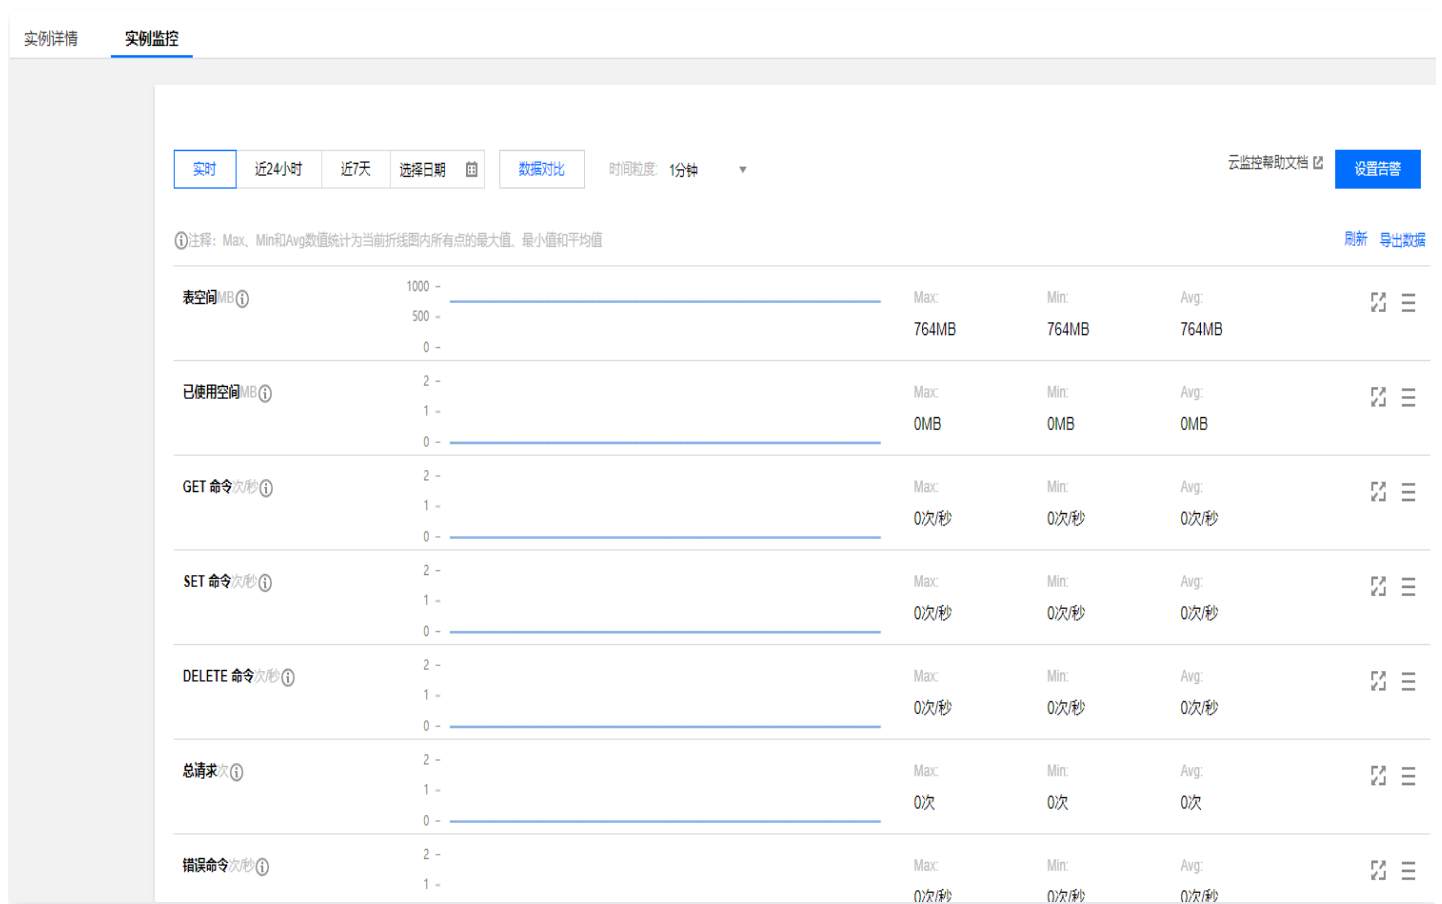 实例详情 实例监控
实时 近24小时 近7天 选择日期 数据对比 时间粒度: 1分钟 云监控帮助文档 设置告警
注释：Max、Min和Avg数值统计为当前折线图内所有点的最大值、最小值和平均值 刷新 导出数据
表空间MB 1000 500 0 Max: Min: Avg:
764MB 764MB 764MB
已使用空间MB 2 1 0 Max: Min: Avg:
0MB 0MB 0MB
GET 命令次/秒 2 1 0 Max: Min: Avg:
0次/秒 0次/秒 0次/秒
SET 命令次/秒 2 1 0 Max: Min: Avg:
0次/秒 0次/秒 0次/秒
DELETE 命令次/秒 2 1 0 Max: Min: Avg:
0次/秒 0次/秒 0次/秒
总请求次 2 1 0 Max: Min: Avg:
0次 0次 0次
错误命令次/秒 2 1 Max: Min: Avg:
0次/秒 0次/秒 0次/秒